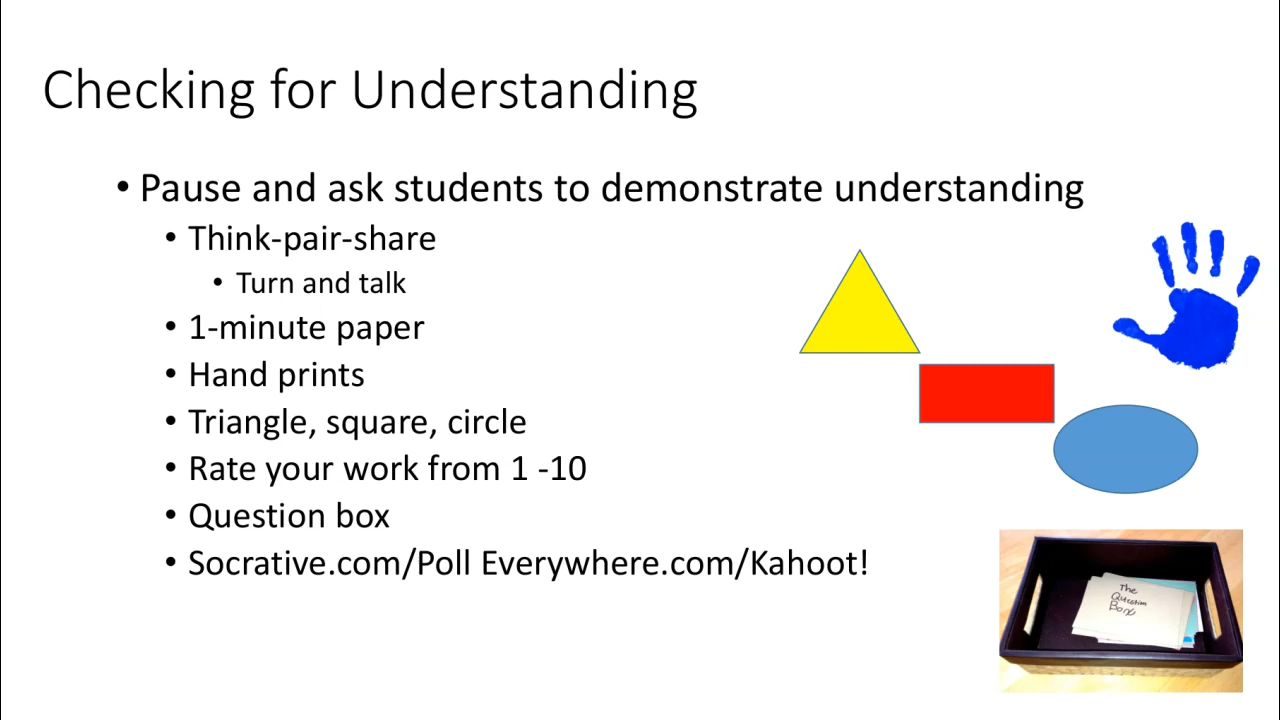 Checking for Understanding
• Pause and ask students to demonstrate understanding
• Think-pair-share
• Turn and talk
• 1-minute paper
• Hand prints
• Triangle, square, circle
• Rate your work from 1 -10
• Question box
• Socrative.com/Poll Everywhere.com/Kahoot!
The
Question
Box